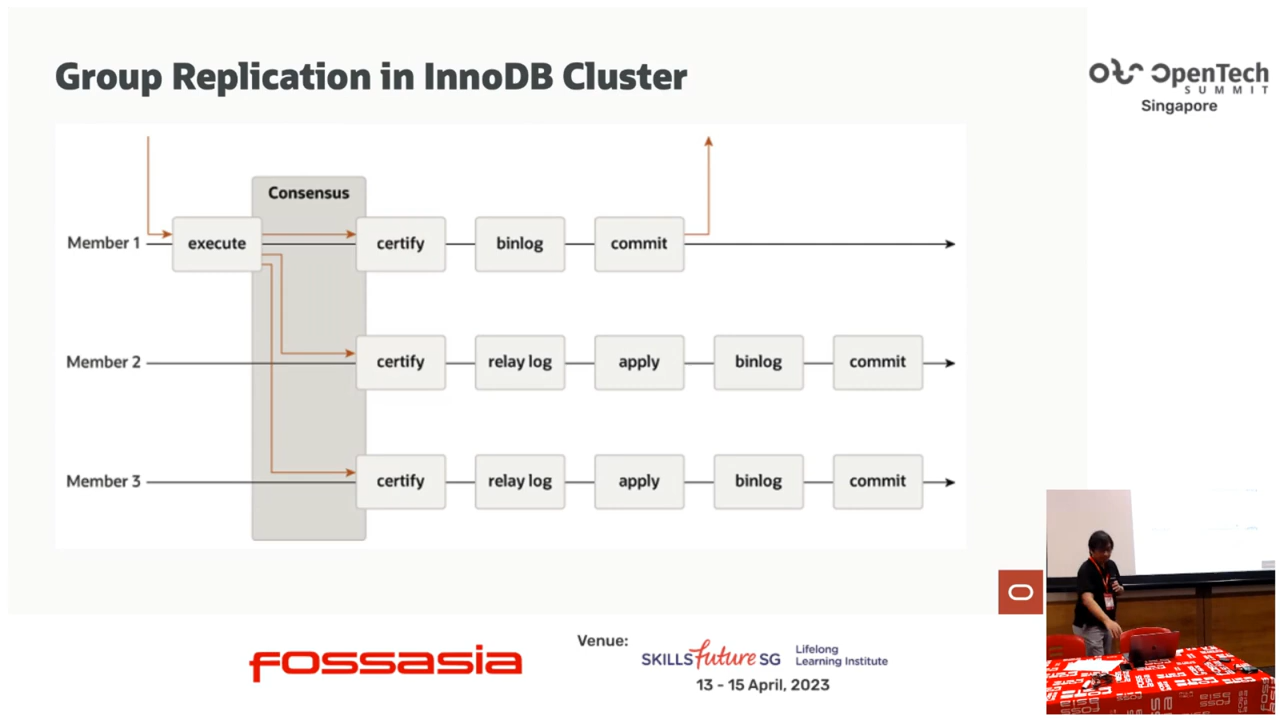 Group Replication in InnoDB Cluster
OpenTech
SUMMIT
Singapore
Consensus
Member 1
execute
certify
binlog
commit
Member 2
certify
relay log
apply
binlog
commit
Member 3
certify
relay log
apply
binlog
commit
FOSSASIA
Venue:
SKILLSfuture SG
Lifelong
Learning Institute
13 - 15 April, 2023